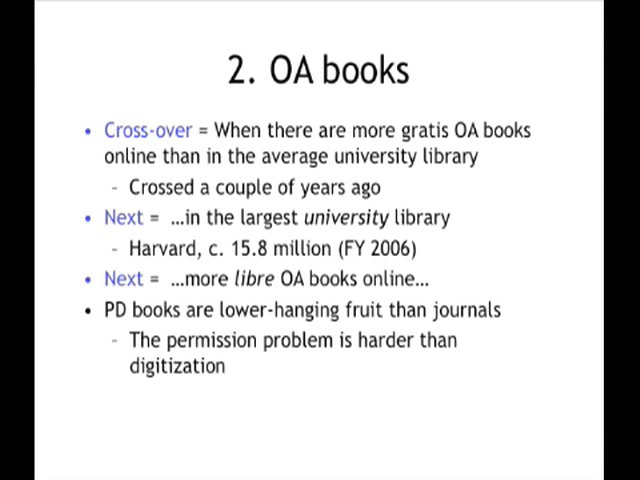 2. OA books
• Cross-over = When there are more gratis OA books
online than in the average university library
- Crossed a couple of years ago
• Next = ...in the largest university library
- Harvard, c. 15.8 million (FY 2006)
• Next = ...more libre OA books online...
• PD books are lower-hanging fruit than journals
- The permission problem is harder than
digitization